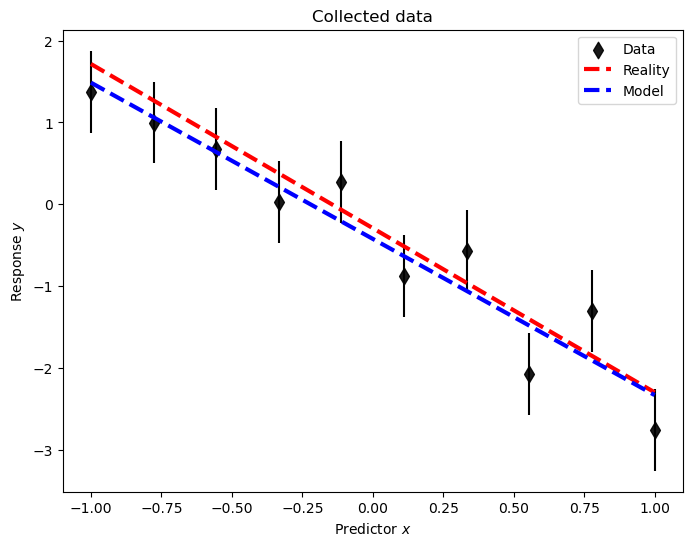 Collected data
Data
Reality
Model
2
1
0
−1
−2
−3
Response y
−1.00 −0.75 −0.50 −0.25 0.00 0.25 0.50 0.75 1.00
Predictor x